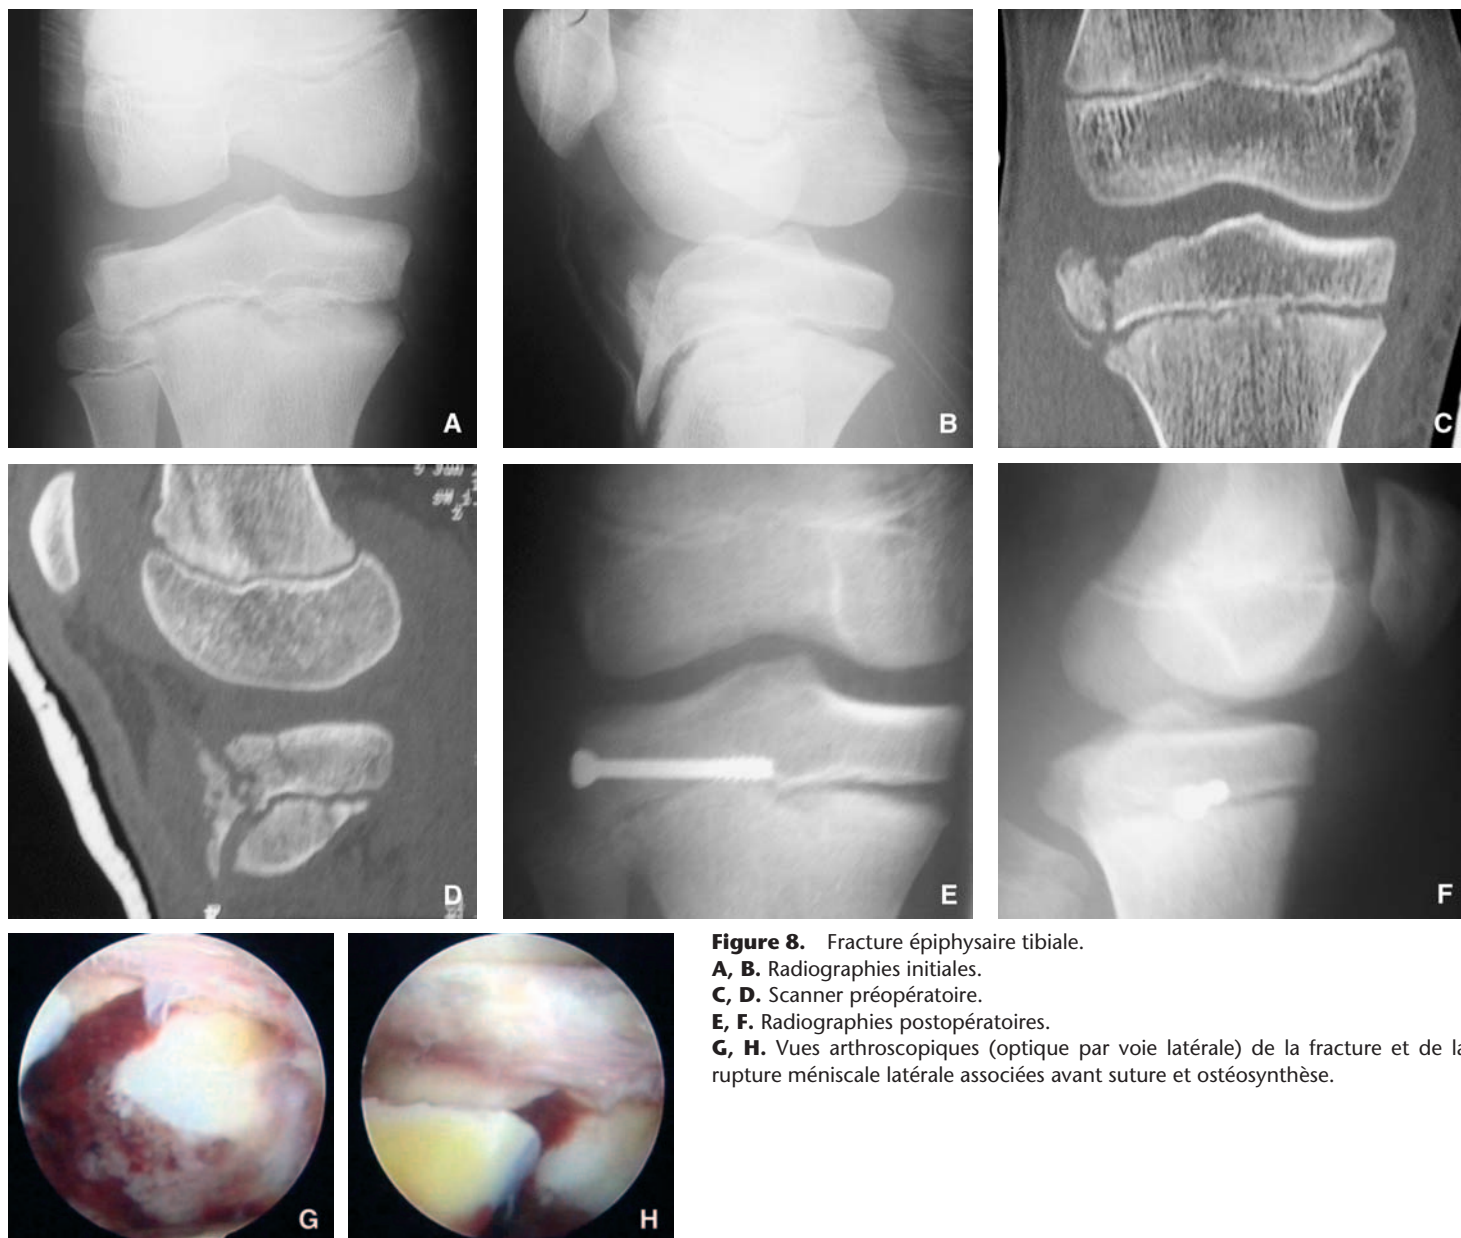 A
B
C
D
E
F
G
H
Figure 8. Fracture épiphysaire tibiale.
A, B. Radiographies initiales.
C, D. Scanner préopératoire.
E, F. Radiographies postopératoires.
G, H. Vues arthroscopiques (optique par voie latérale) de la fracture et de la
rupture méniscale latérale associées avant suture et ostéosynthèse.